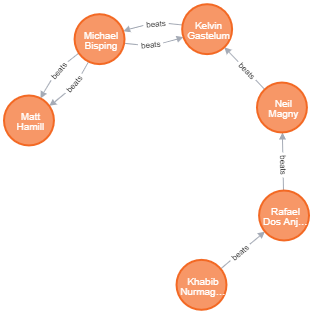 Kelvin
Gastelum
beats
Michael
Bisping
beats
beats
beats
beats
Matt
Hamill
Neil
Magny
beats
Rafael
Dos Anj…
beats
Khabib
Nurmag…